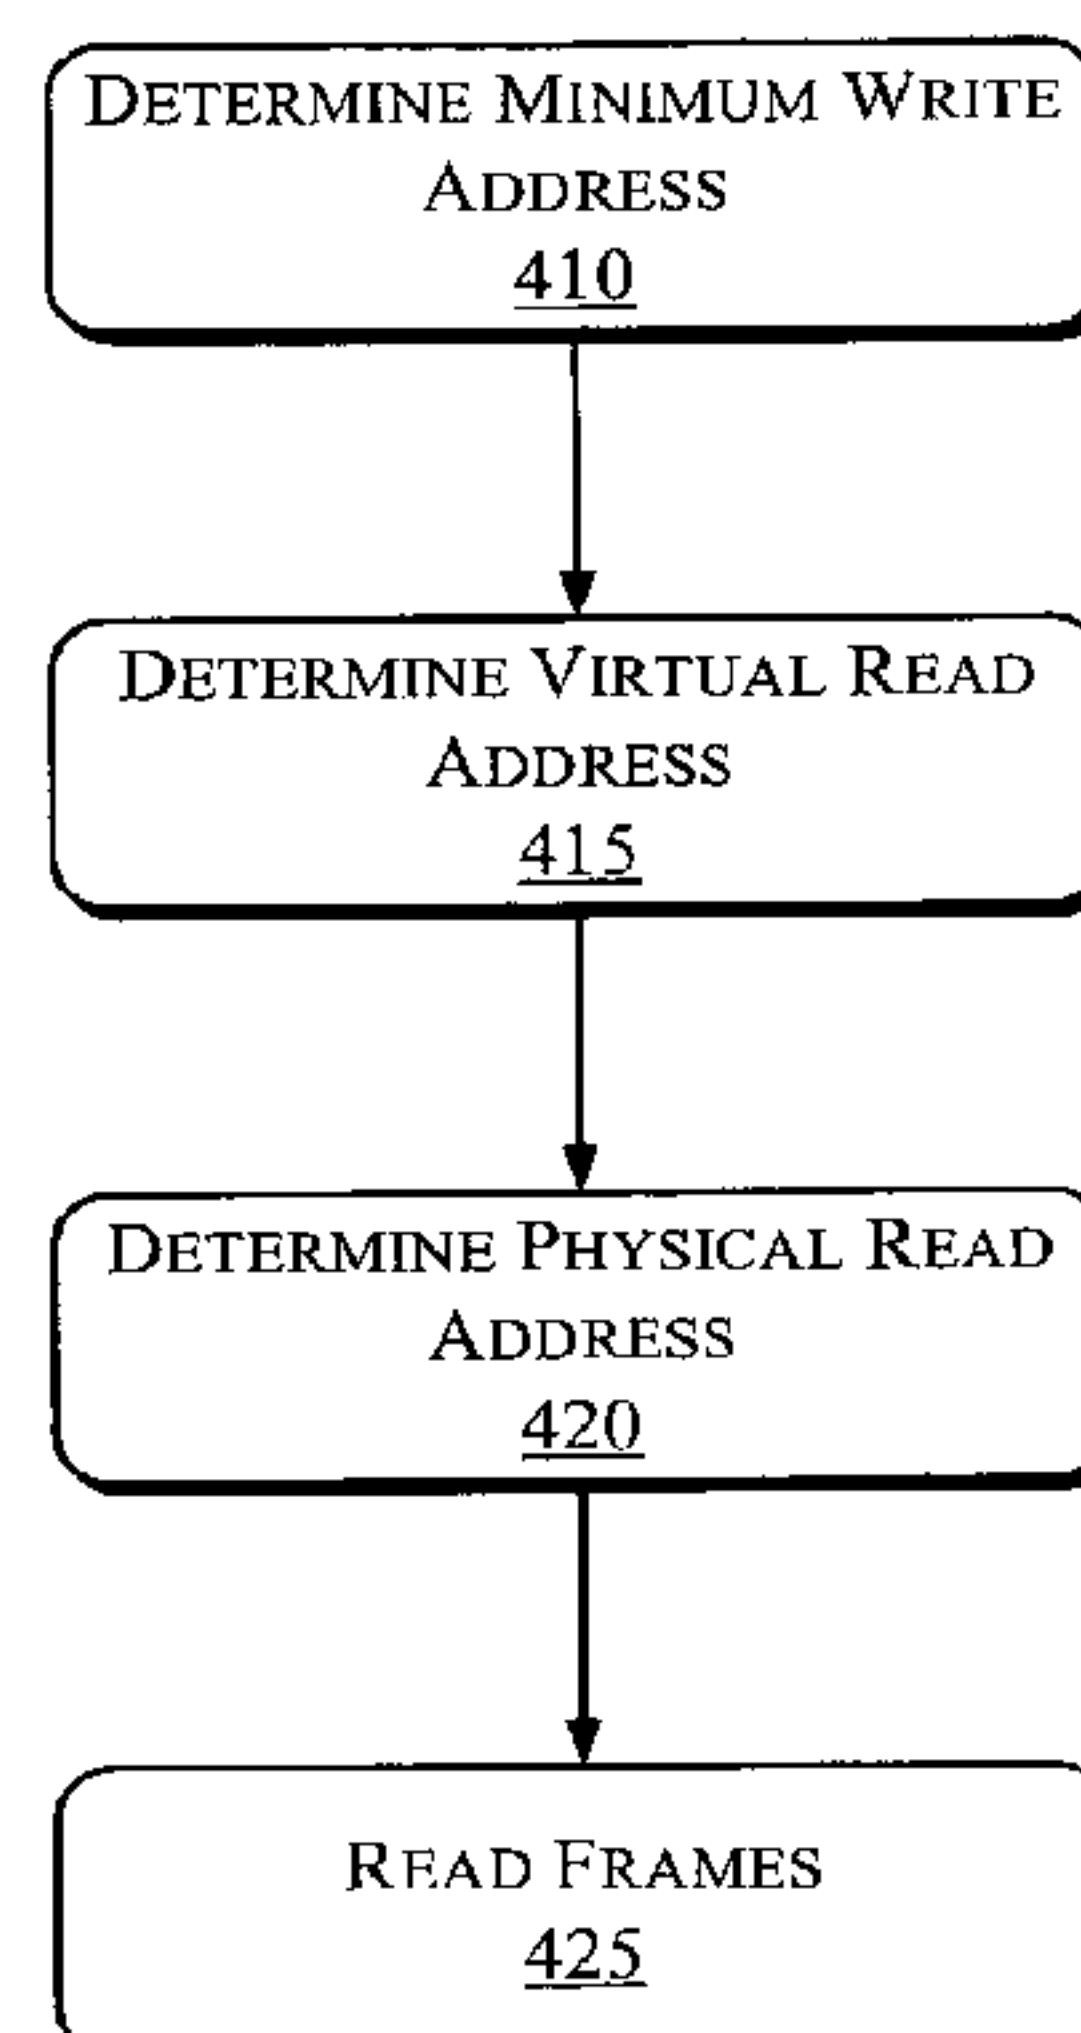 DETERMINE MINIMUM WRITE
ADDRESS
410
DETERMINE VIRTUAL READ
ADDRESS
415
DETERMINE PHYSICAL READ
ADDRESS
420
READ FRAMES
425